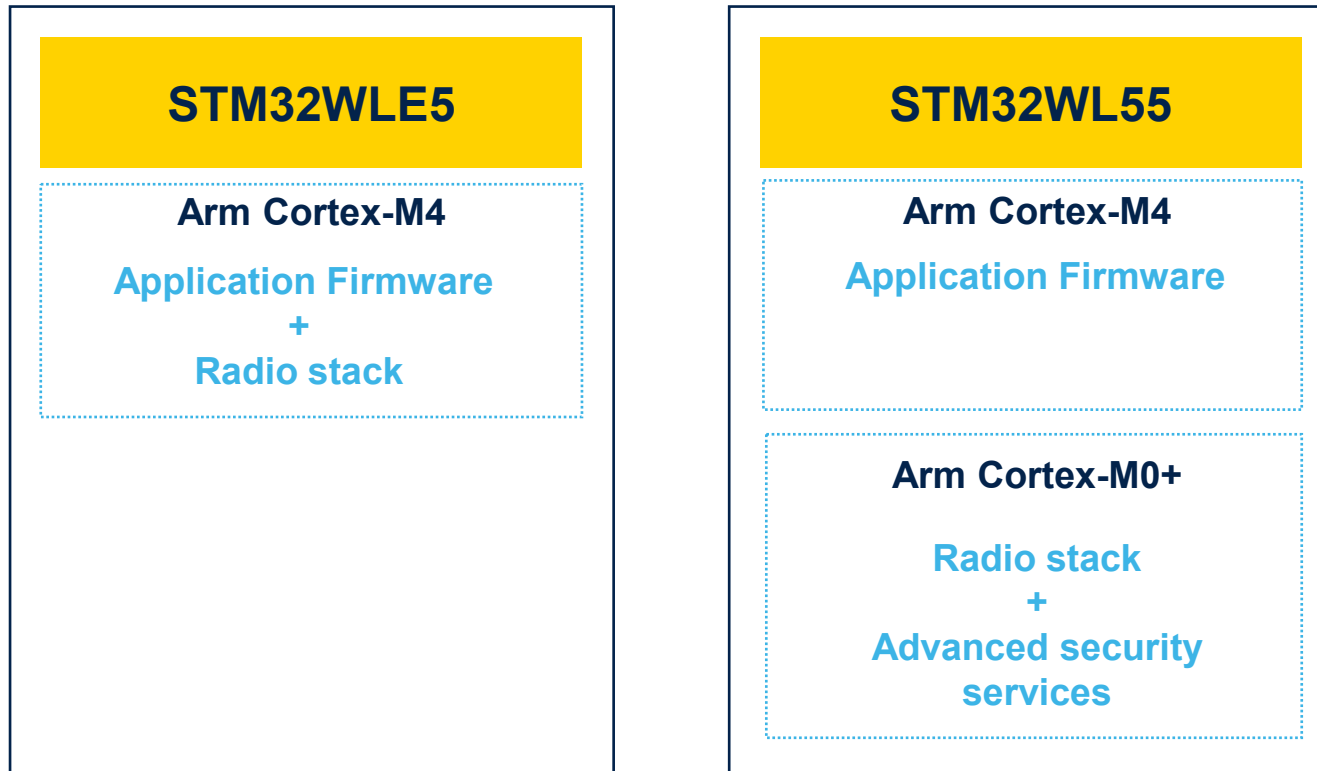 STM32WLE5
Arm Cortex-M4
Application Firmware
+
Radio stack
STM32WL55
Arm Cortex-M4
Application Firmware
Arm Cortex-M0+
Radio stack
+
Advanced security
services